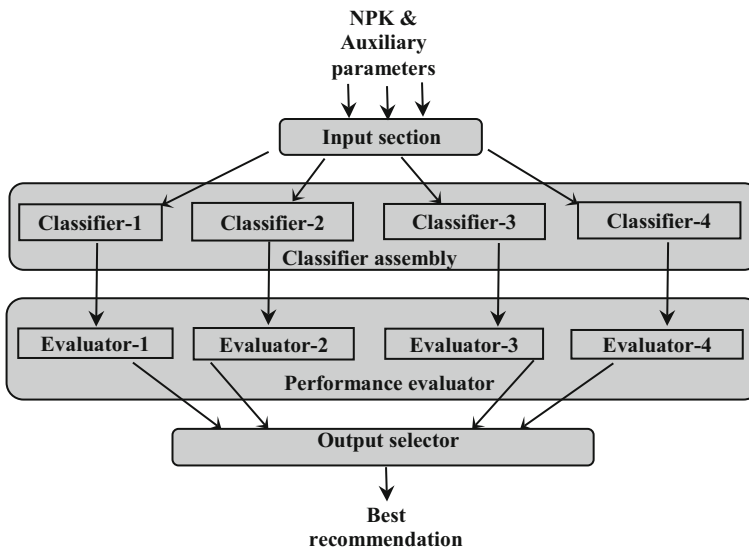 NPK &
Auxiliary
parameters
Input section
Classifier-1
Classifier-2
Classifier-3
Classifier-4
Classifier assembly
Evaluator-1
Evaluator-2
Evaluator-3
Evaluator-4
Performance evaluator
Output selector
Best
recommendation